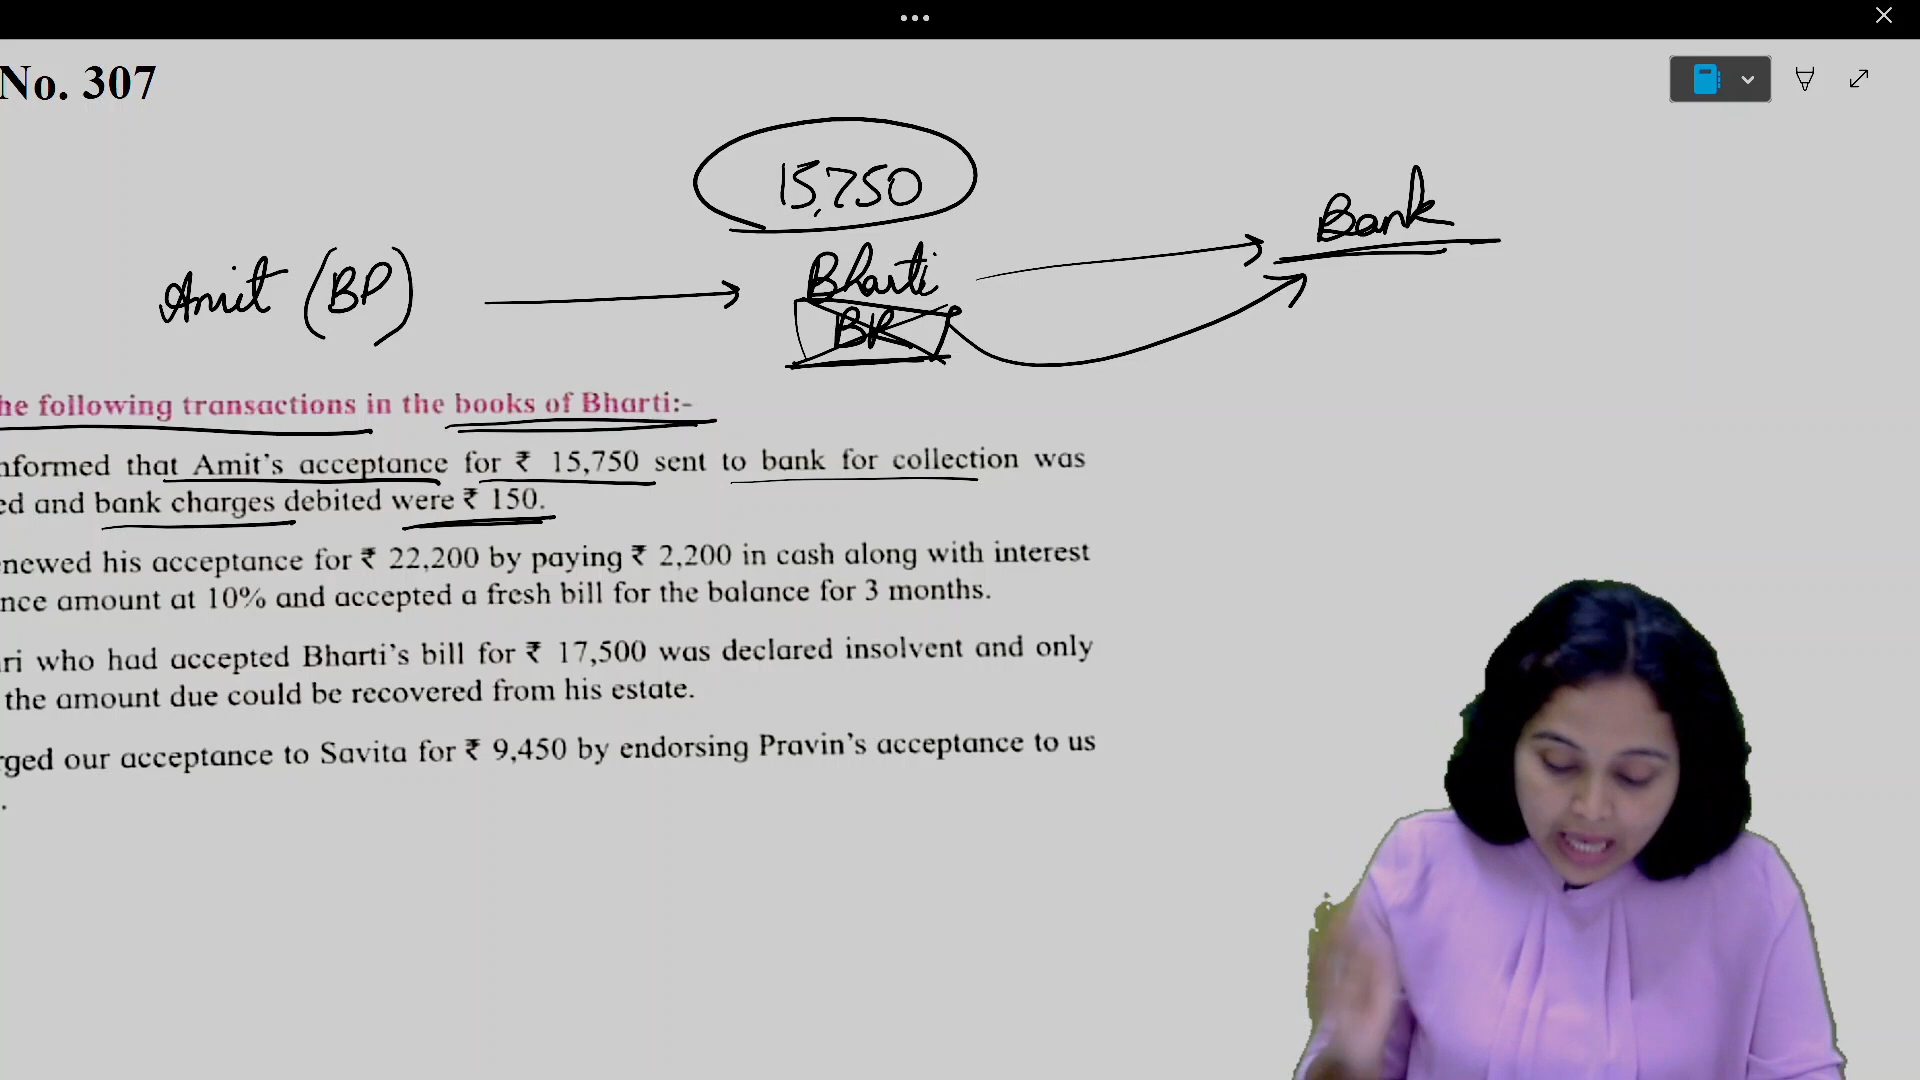 No. 307
15,750
Bank
Amit (BP)
Bharti
BR
he following transactions in the books of Bharti:-
nformed that Amit's acceptance for ₹ 15,750 sent to bank for collection was
ed and bank charges debited were ₹ 150.
newed his acceptance for ₹ 22,200 by paying ₹ 2,200 in cash along with interest
nce amount at 10% and accepted a fresh bill for the balance for 3 months.
ri who had accepted Bharti's bill for ₹ 17,500 was declared insolvent and only
the amount due could be recovered from his estate.
rged our acceptance to Savita for ₹ 9,450 by endorsing Pravin's acceptance to us
.